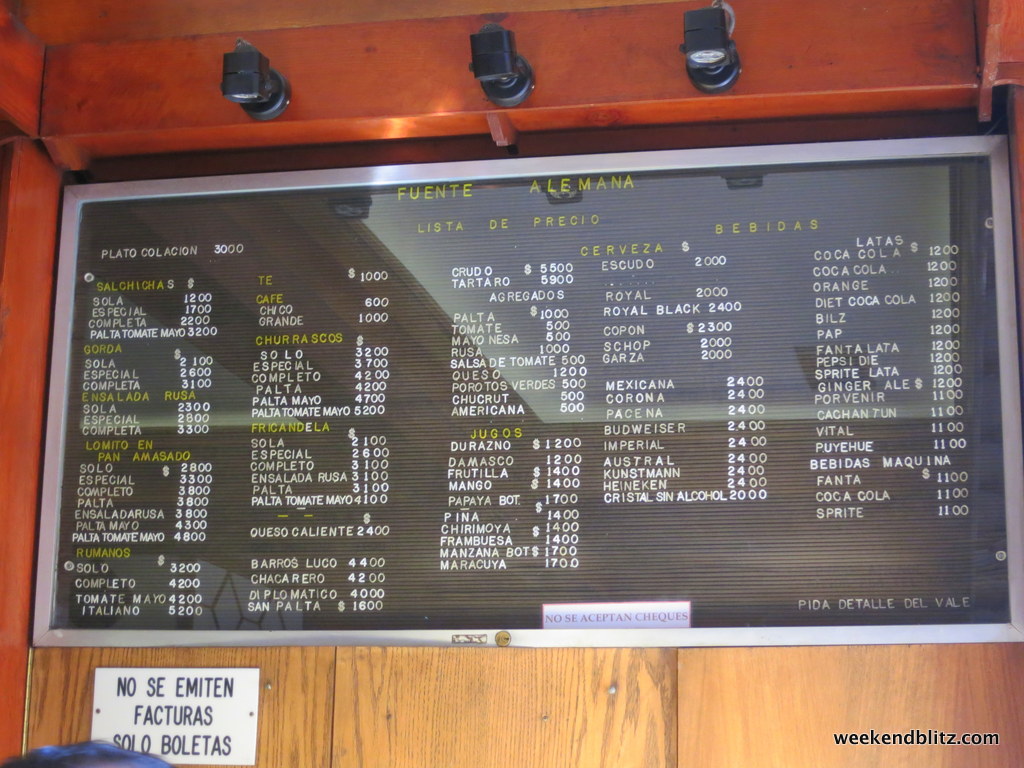 FUENTE ALEMANA
LISTA DE PRECIO
PLATO COLACION 3000
SALCHICHAS $
SOLA 1200
ESPECIAL 1700
COMPLETA 2200
PALTA TOMATE MAYO 3200
GORDA $
SOLA 2100
ESPECIAL 2600
COMPLETA 3100
ENSALADA RUSA
SOLA 2300
ESPECIAL 2800
COMPLETA 3300
LOMITO EN
PAN AMASADO
SOLO $ 2800
ESPECIAL 3300
COMPLETO 3800
PALTA 3800
ENSALADA RUSA 3800
PALTA MAYO 4300
PALTA TOMATE MAYO 4800
RUMANOS
SOLO $ 3200
COMPLETO 4200
TOMATE MAYO 4200
ITALIANO 5200
TE $ 1000
CAFE
CHICO 600
GRANDE 1000
CHURRASCOS $
SOLO 3200
ESPECIAL 3700
COMPLETO 4200
PALTA 4200
PALTA MAYO 4700
PALTA TOMATE MAYO 5200
FRICANDELA $
SOLA 2100
ESPECIAL 2600
COMPLETO 3100
ENSALADA RUSA 3100
PALTA 3100
PALTA TOMATE MAYO 4100
$
QUESO CALIENTE 2400
BARROS LUCO 4400
CHACARERO 4200
DIPLOMATICO 4000
SAN PALTA $ 1600
CRUDO $ 5500
TARTARO 5900
AGREGADOS
PALTA $ 1000
TOMATE 500
MAYO NESA 500
RUSA 1000
SALSA DE TOMATE 500
QUESO 1200
POROTOS VERDES 500
CHUCRUT 500
AMERICANA 500
JUGOS
DURAZNO $ 1200
DAMASCO 1200
FRUTILLA $ 1400
MANGO $ 1400
PAPAYA BOT. 1700
PIÑA 1400
CHIRIMOYA $ 1400
FRAMBUESA 1400
MANZANA BOT $ 1700
MARACUYA 1700
CERVEZA $
ESCUDO 2000
ROYAL 2000
ROYAL BLACK 2400
COPON $ 2300
SCHOP 2000
GARZA 2000
MEXICANA 2400
CORONA 2400
PACENA 2400
BUDWEISER 2400
IMPERIAL 2400
AUSTRAL 2400
KUNSTMANN 2400
HEINEKEN 2400
CRISTAL SIN ALCOHOL 2000
BEBIDAS
LATAS
COCA COLA $ 1200
COCA COLA.. 1200
ORANGE 1200
DIET COCA COLA 1200
BILZ 1200
PAP 1200
FANTA LATA 1200
PEPSI DIE 1200
SPRITE LATA 1200
GINGER ALE $ 1200
PORVENIR 1100
CACHANTUN 1100
VITAL 1100
PUYEHUE 1100
BEBIDAS MAQUINA
FANTA $ 1100
COCA COLA 1100
SPRITE 1100
PIDA DETALLE DEL VALE
NO SE ACEPTAN CHEQUES
NO SE EMITEN
FACTURAS
SOLO BOLETAS
weekendblitz.com